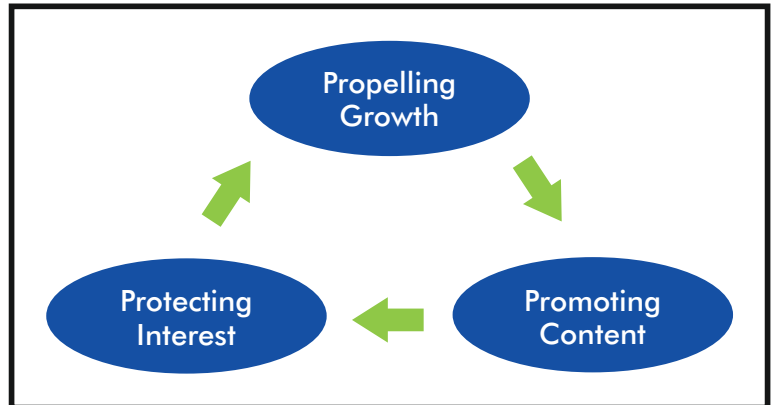 Propelling
Growth
Protecting
Interest
Promoting
Content